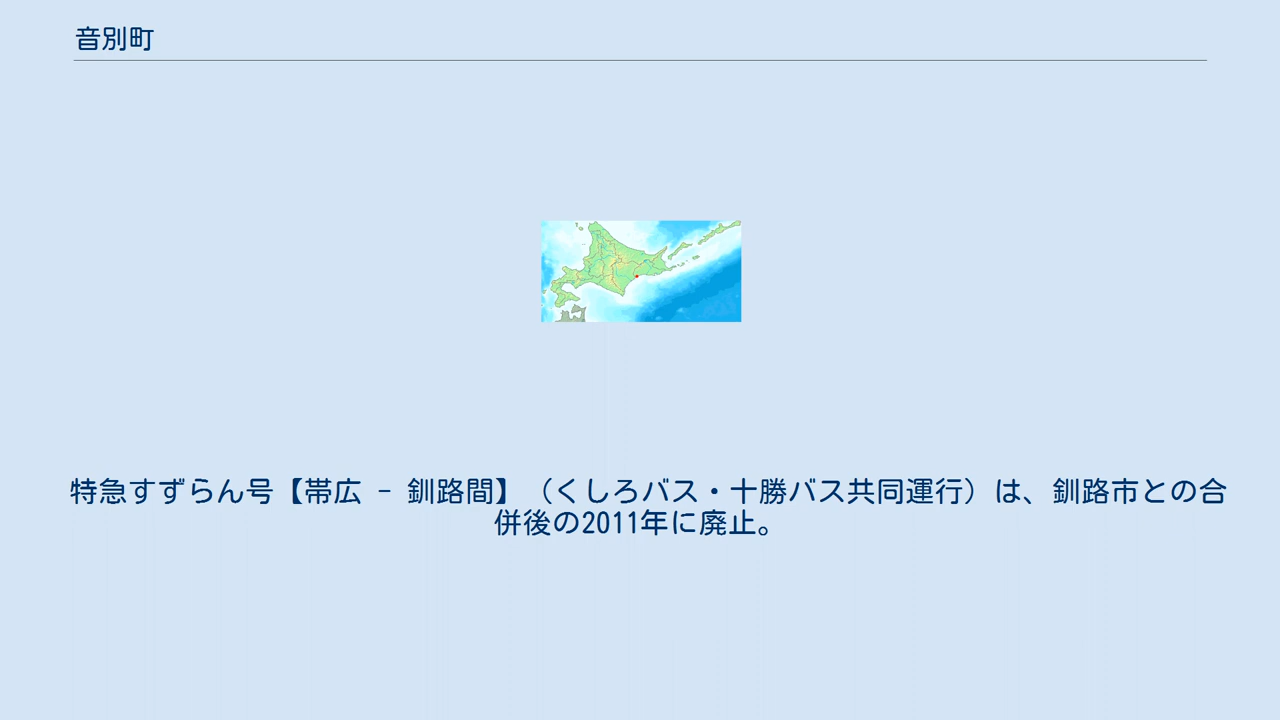 音別町
特急すずらん号【帯広 − 釧路間】（くしろバス・十勝バス共同運行）は、釧路市との合
併後の2011年に廃止。